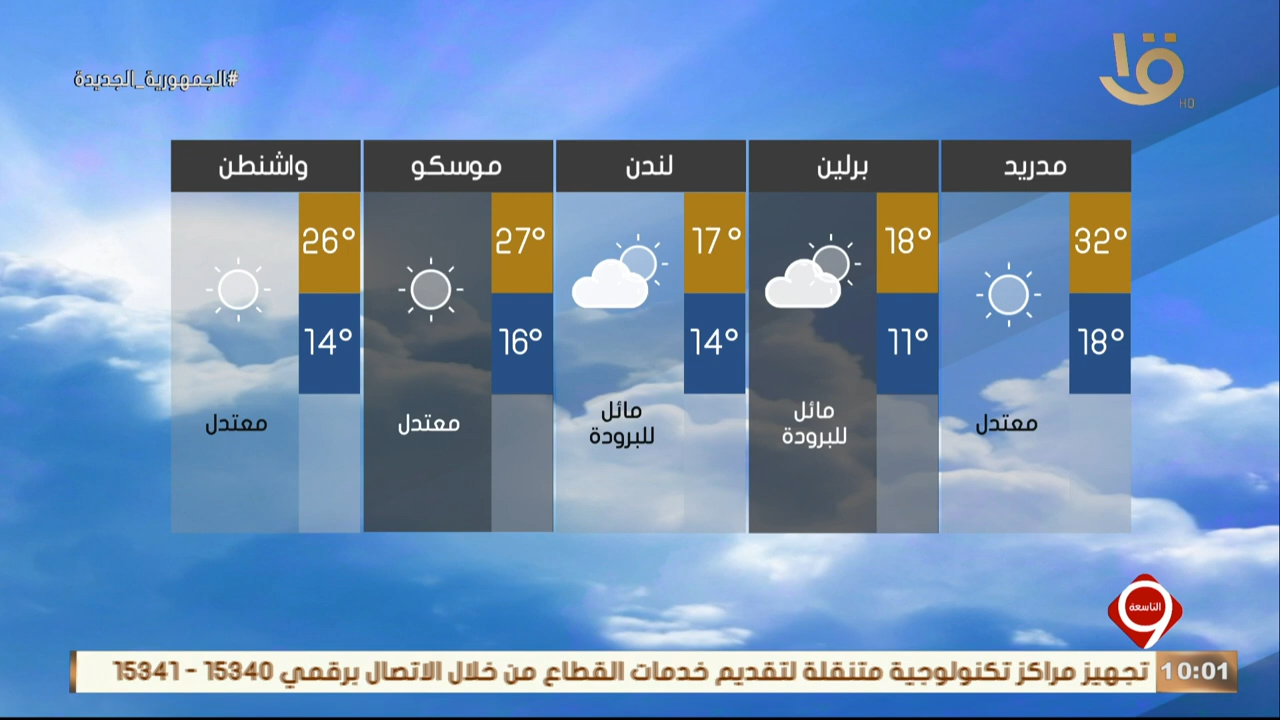 #الجمهورية_الجديدة
HD
مدريد
32°
18°
معتدل
برلين
18°
11°
مائل
للبرودة
لندن
17°
14°
مائل
للبرودة
موسكو
27°
16°
معتدل
واشنطن
26°
14°
معتدل
التاسعة
9
10:01
تجهيز مراكز تكنولوجية متنقلة لتقديم خدمات القطاع من خلال الاتصال برقمي 15340 - 15341